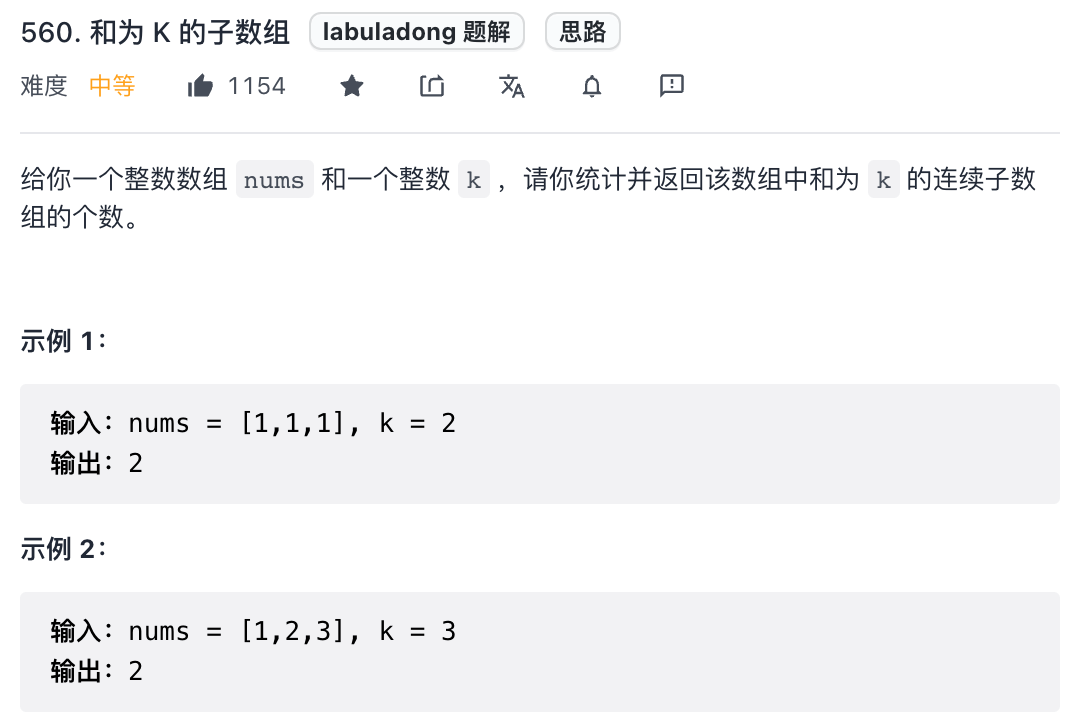 560. 和为 K 的子数组 labuladong 题解 思路
难度 中等 1154
给你一个整数数组 nums 和一个整数 k ，请你统计并返回该数组中和为 k 的连续子数
组的个数。
示例 1：
输入：nums = [1,1,1], k = 2
输出：2
示例 2：
输入：nums = [1,2,3], k = 3
输出：2